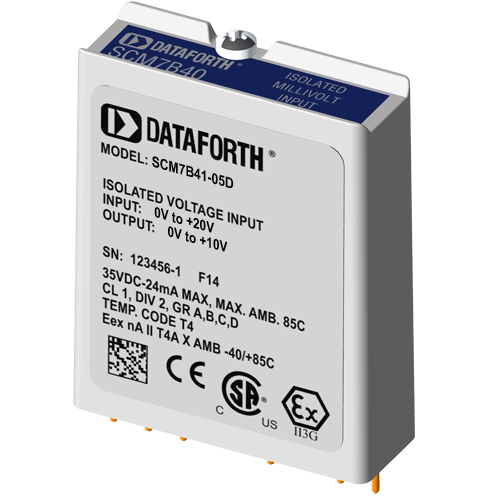 DATAFORTH®
SCM7B40
ISOLATED
MILLIVOLT
INPUT
DATAFORTH®
MODEL: SCM7B41-05D
ISOLATED VOLTAGE INPUT
INPUT: 0V to +20V
OUTPUT: 0V to +10V
SN: 123456-1 F14
35VDC-24mA MAX, MAX. AMB. 85C
CL 1, DIV 2, GR A,B,C,D
TEMP. CODE T4
Eex nA II T4A X AMB -40/+85C
CE
C SA US
Ex
II3G